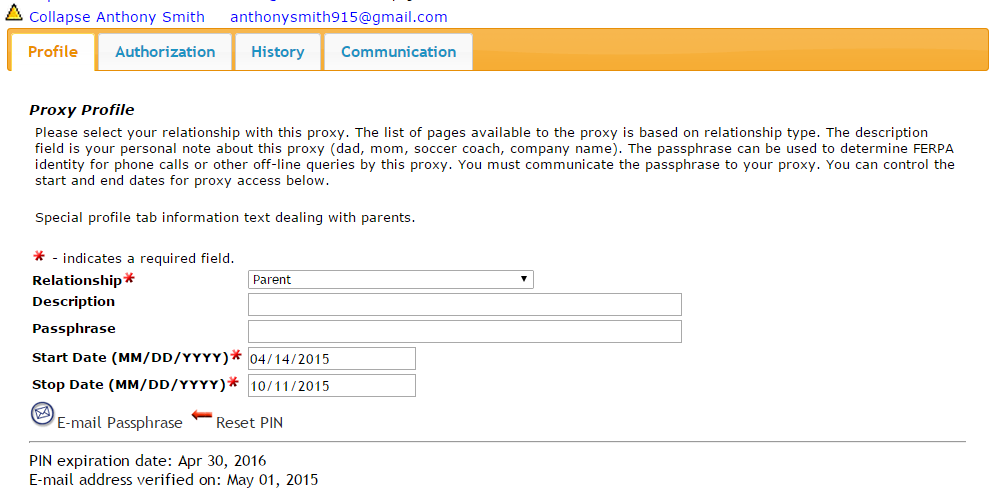 Collapse Anthony Smith anthonysmith915@gmail.com
Profile Authorization History Communication
Proxy Profile
Please select your relationship with this proxy. The list of pages available to the proxy is based on relationship type. The description
field is your personal note about this proxy (dad, mom, soccer coach, company name). The passphrase can be used to determine FERPA
identity for phone calls or other off-line queries by this proxy. You must communicate the passphrase to your proxy. You can control the
start and end dates for proxy access below.
Special profile tab information text dealing with parents.
* - indicates a required field.
Relationship* Parent
Description
Passphrase
Start Date (MM/DD/YYYY)* 04/14/2015
Stop Date (MM/DD/YYYY)* 10/11/2015
E-mail Passphrase Reset PIN
PIN expiration date: Apr 30, 2016
E-mail address verified on: May 01, 2015